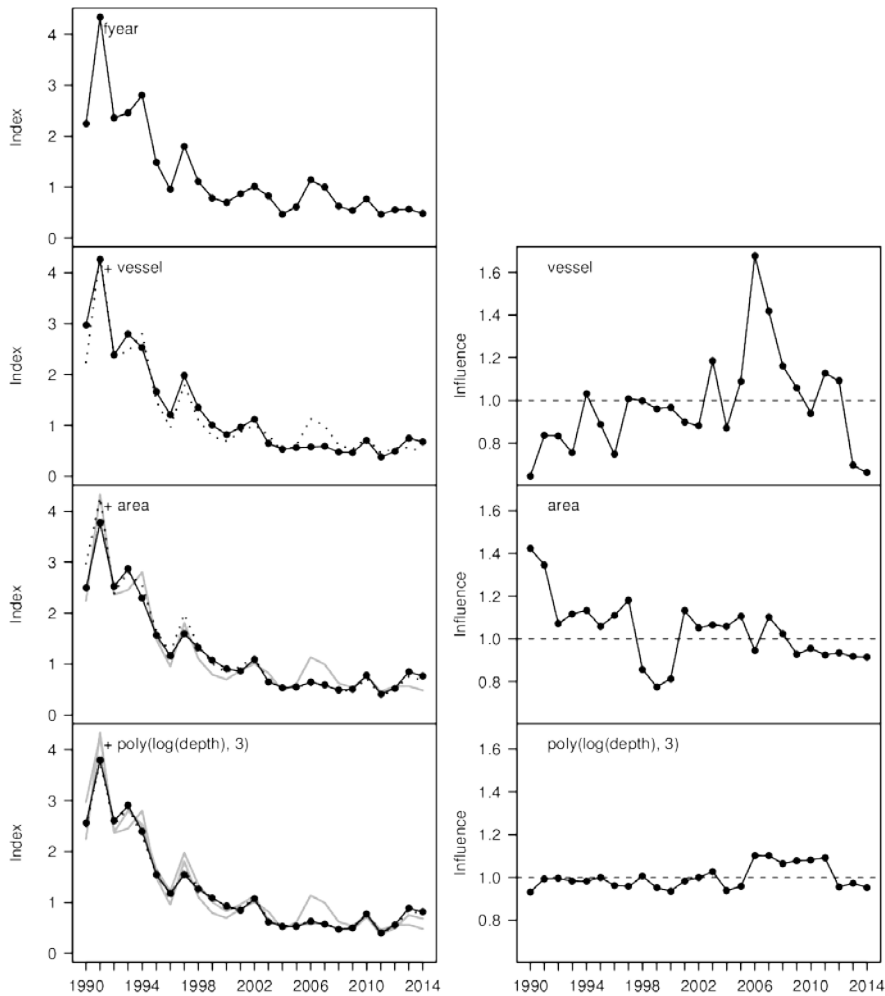 fyear
Index
4
3
2
1
0
+ vessel
Index
4
3
2
1
0
vessel
Influence
1.6
1.4
1.2
1.0
0.8
+ area
Index
4
3
2
1
0
area
Influence
1.6
1.4
1.2
1.0
0.8
+ poly(log(depth), 3)
Index
4
3
2
1
0
1990 1994 1998 2002 2006 2010 2014
poly(log(depth), 3)
Influence
1.6
1.4
1.2
1.0
0.8
1990 1994 1998 2002 2006 2010 2014